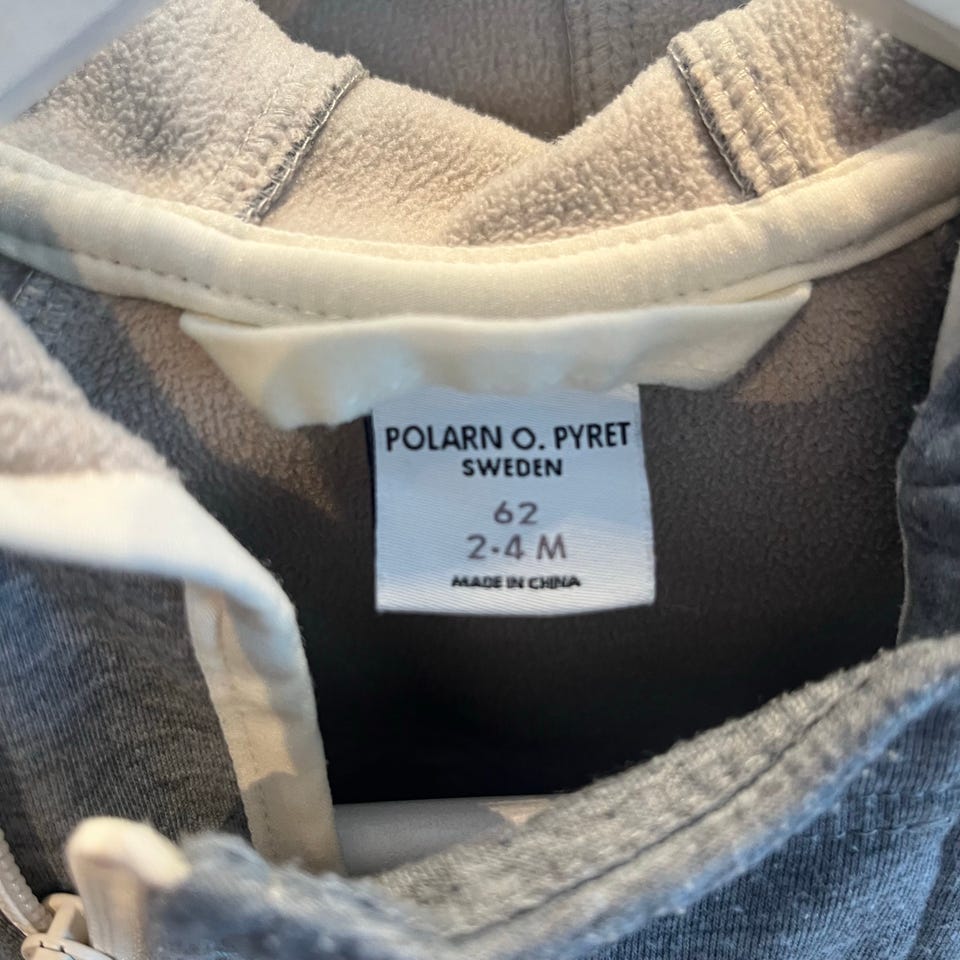 POLARN O. PYRET
SWEDEN
62
2-4 M
MADE IN CHINA